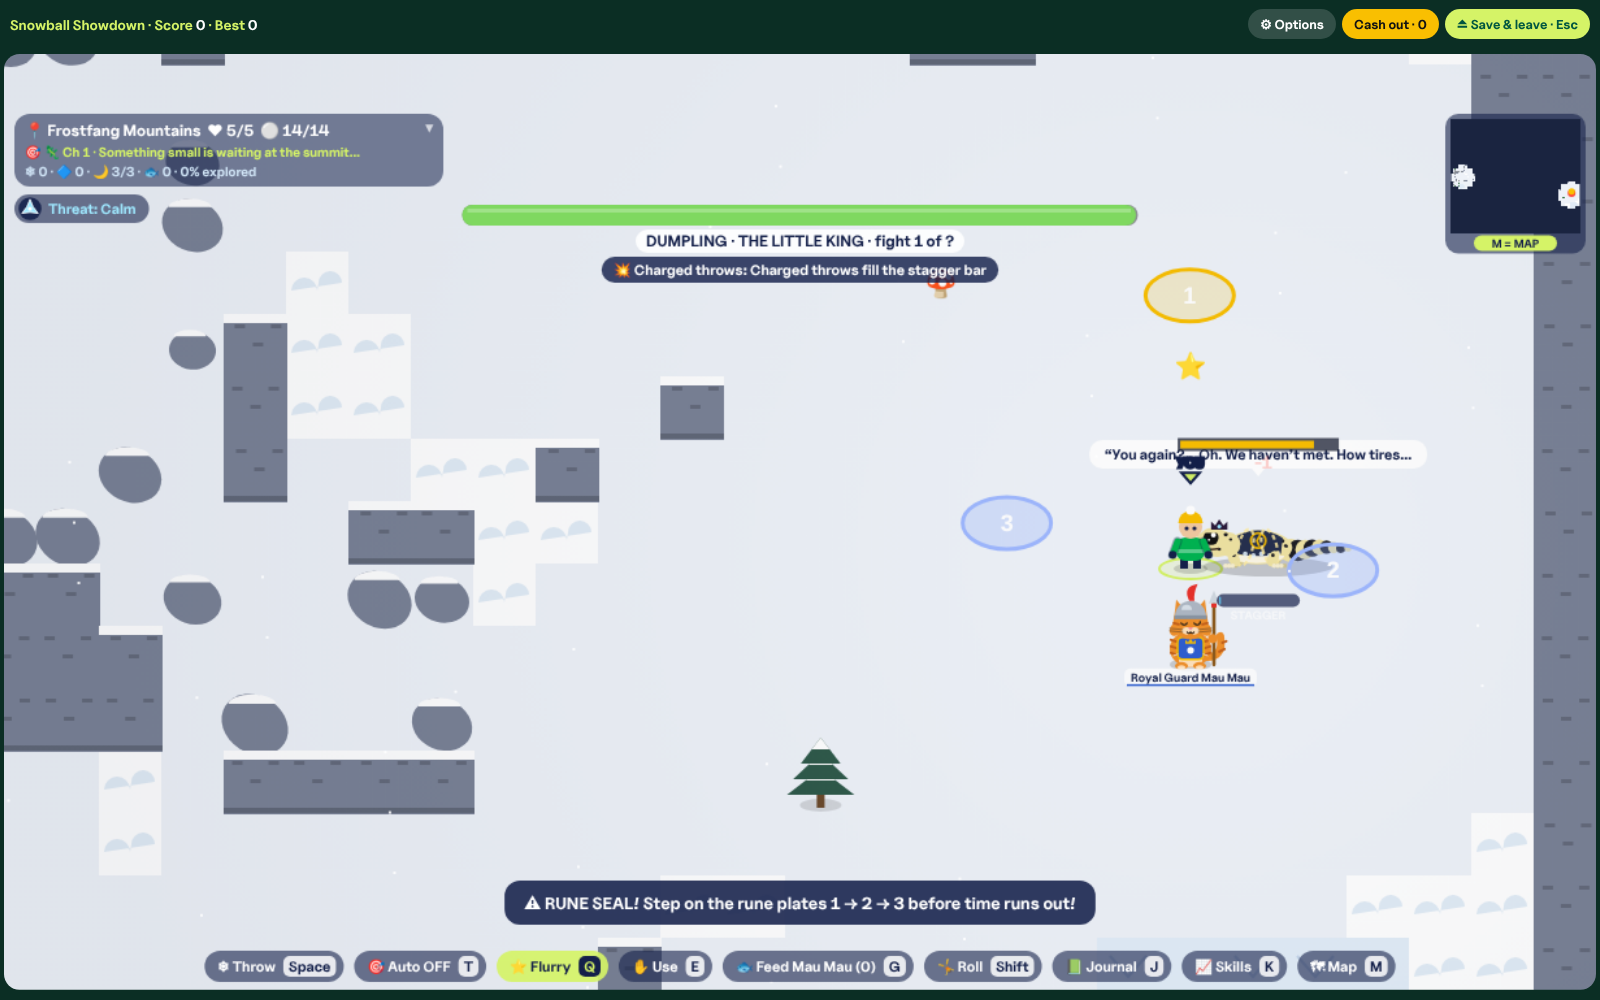 Snowball Showdown · Score 0 · Best 0
Options
Cash out · 0
Save & leave · Esc
Frostfang Mountains 5/5 14/14
Ch 1 · Something small is waiting at the summit...
0 · 0 · 3/3 · 0 · 0% explored
Threat: Calm
M = MAP
DUMPLING · THE LITTLE KING · fight 1 of ?
Charged throws: Charged throws fill the stagger bar
1
“You again? Oh. We haven’t met. How tires...
-1
3
2
STAGGER
Royal Guard Mau Mau
RUNE SEAL! Step on the rune plates 1 → 2 → 3 before time runs out!
Throw Space
Auto OFF T
Flurry Q
Use E
Feed Mau Mau (0) G
Roll Shift
Journal J
Skills K
Map M